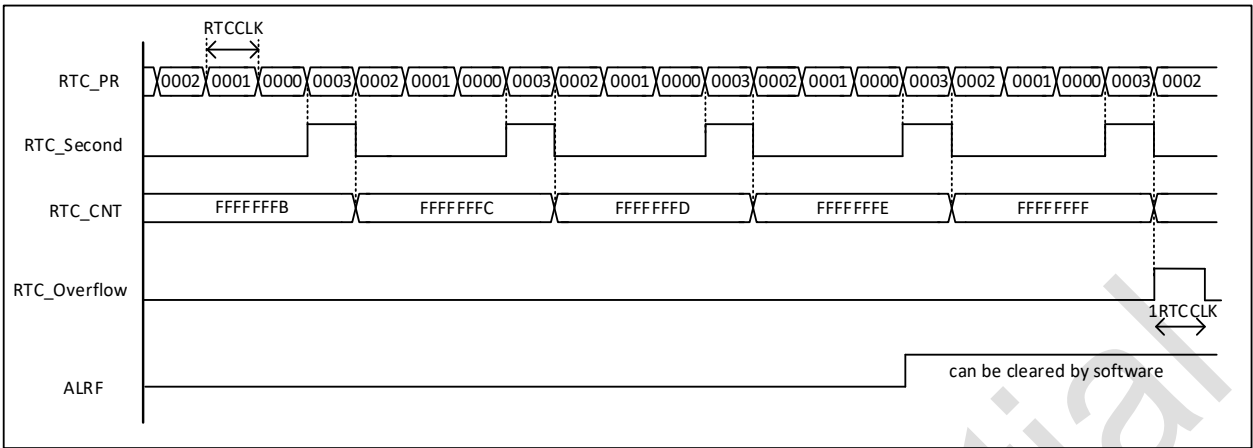 RTCCLK
RTC_PR 0002 0001 0000 0003 0002 0001 0000 0003 0002 0001 0000 0003 0002 0001 0000 0003 0002 0001 0000 0003 0002
RTC_Second
RTC_CNT FFFFFFFB FFFFFFFC FFFFFFFD FFFFFFFE FFFFFFFF
RTC_Overflow
1RTCCLK
can be cleared by software
ALRF